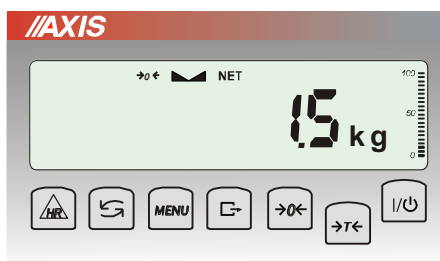 //AXIS
→0← NET
100
1.5 kg
50
0
HR MENU →0← →T← I/⏻